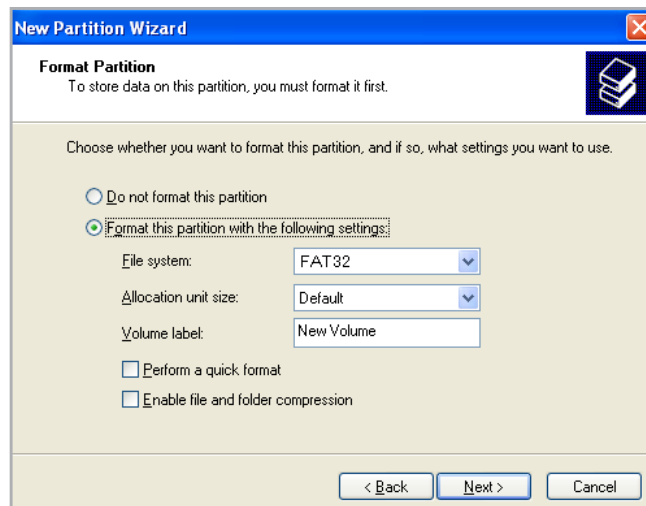 New Partition Wizard
Format Partition
To store data on this partition, you must format it first.
Choose whether you want to format this partition, and if so, what settings you want to use.
Do not format this partition
Format this partition with the following settings:
File system:
FAT32
Allocation unit size:
Default
Volume label:
New Volume
Perform a quick format
Enable file and folder compression
< Back
Next >
Cancel